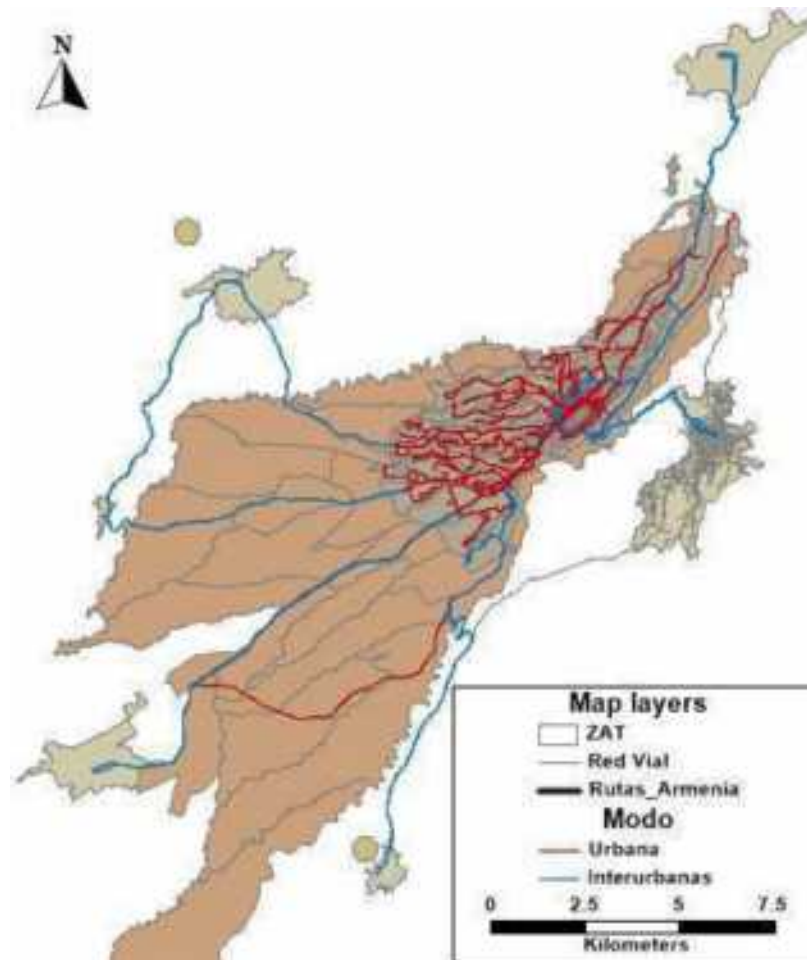 N
Map layers
ZAT
Red Vial
Rutas_Armenia
Modo
Urbana
Interurbanas
0 2.5 5 7.5
Kilometers